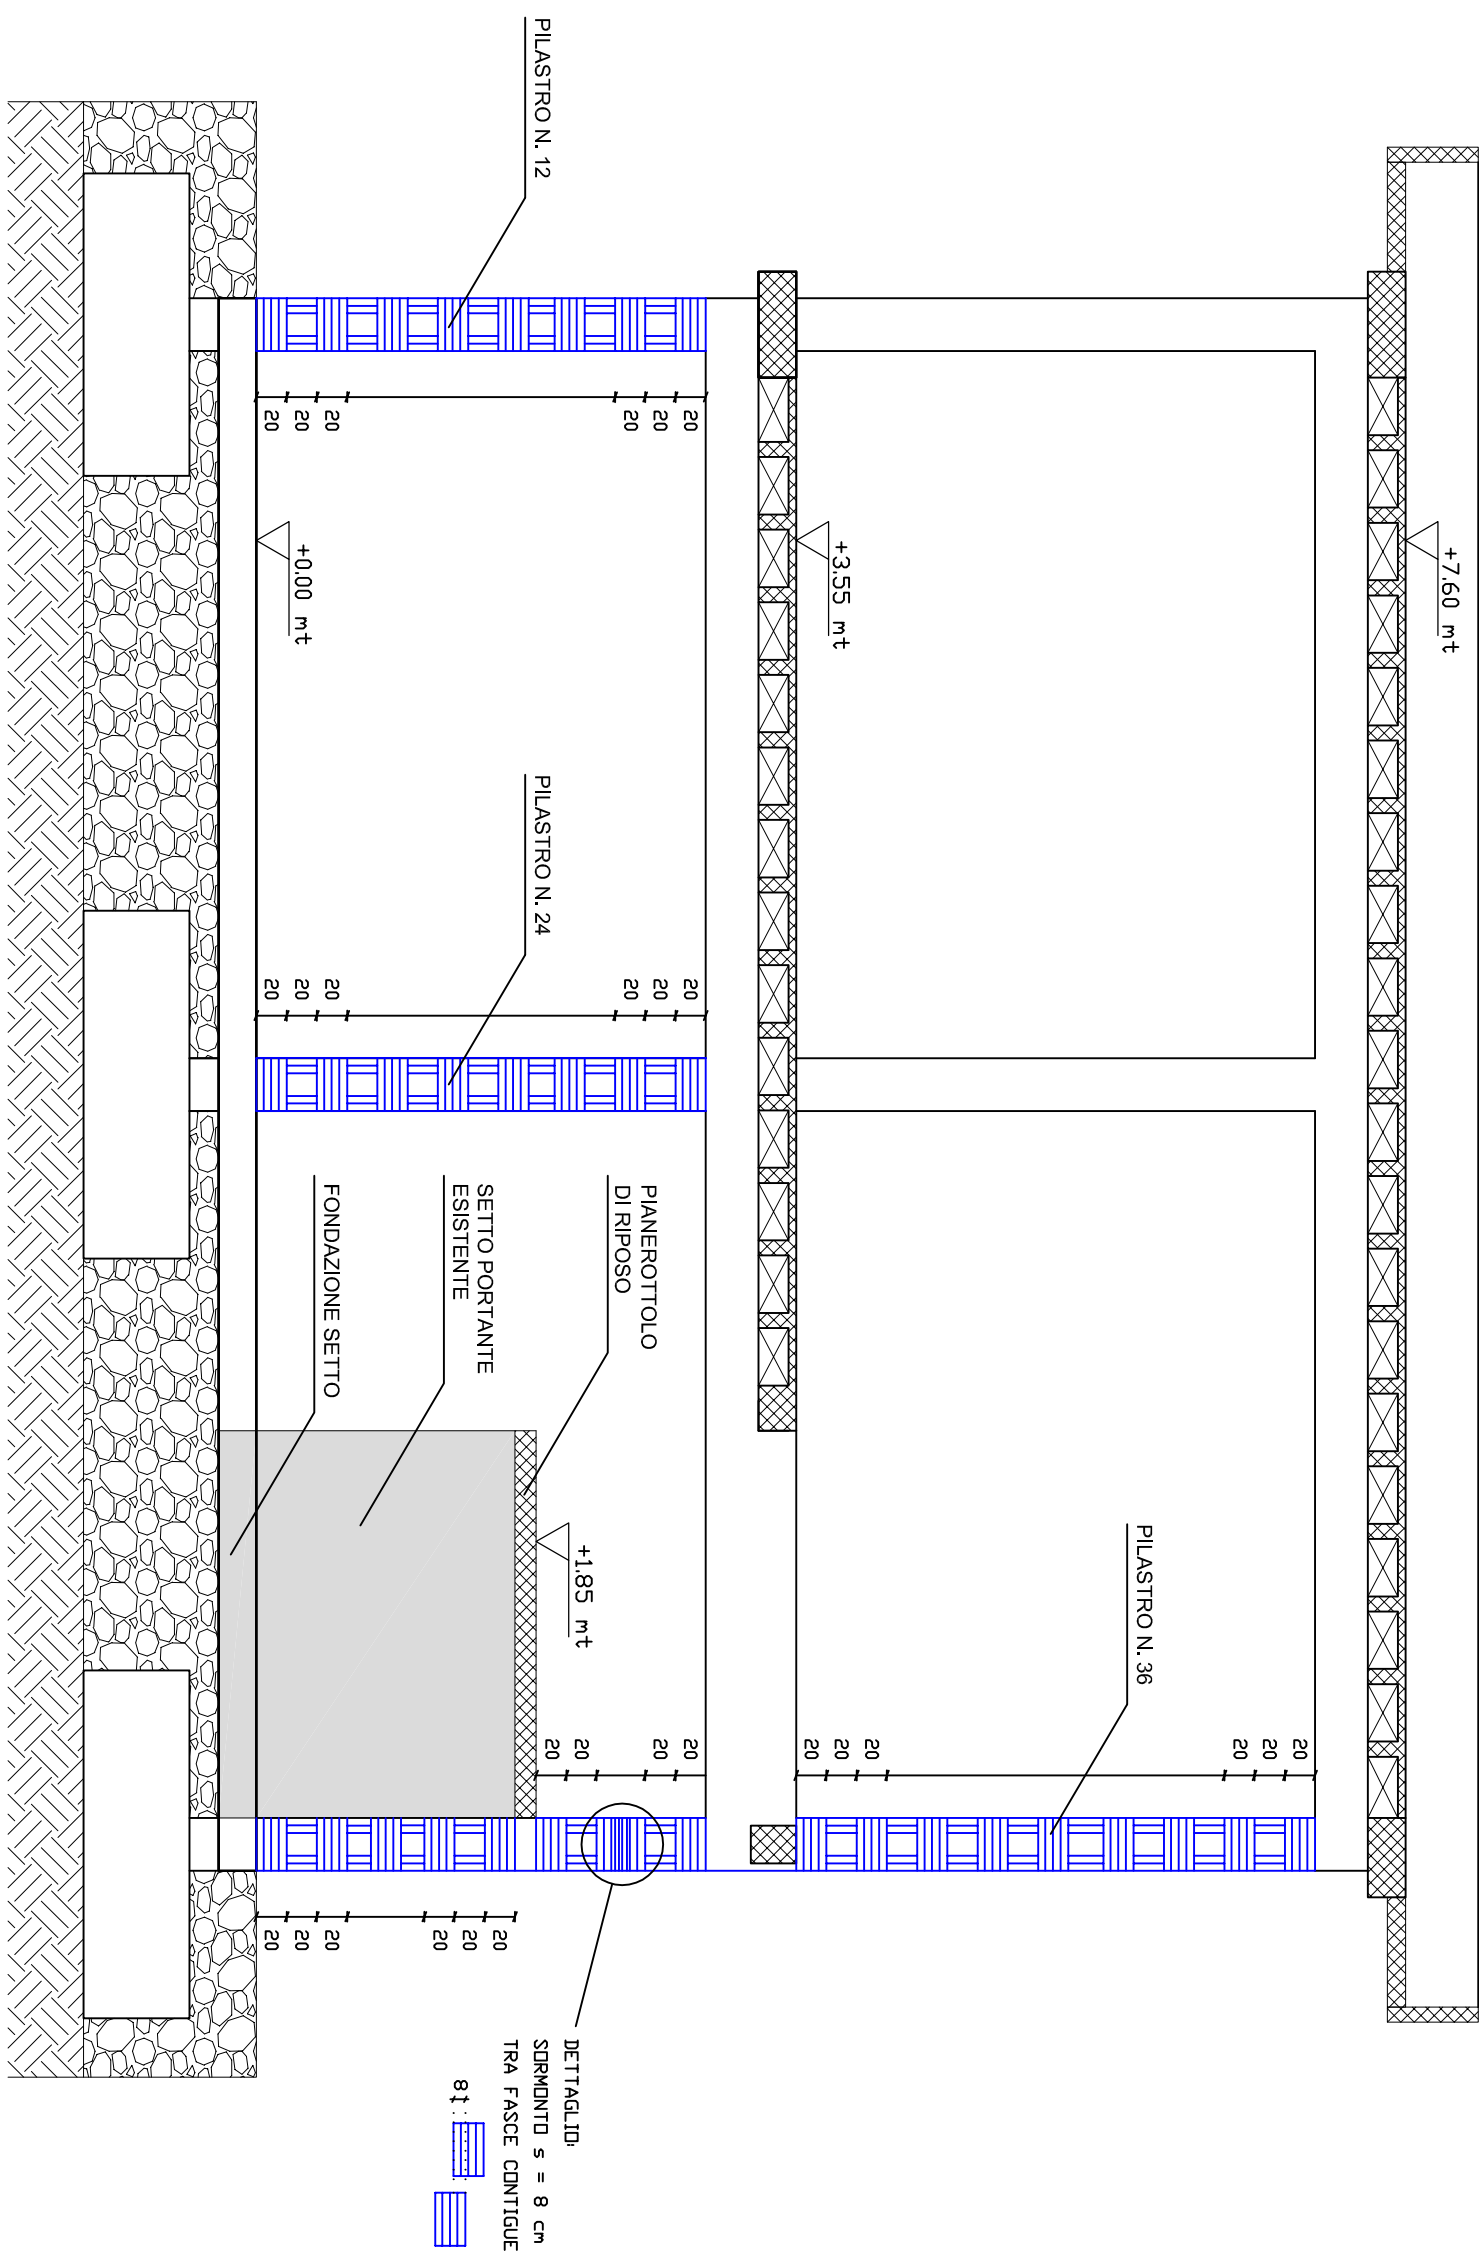 +7.60 mt
PILASTRO N. 36
+3.55 mt
20
20
20
20
20
20
PIANEROTTOLO
DI RIPOSO
20
20
20
20
+1.85 mt
PILASTRO N. 12
PILASTRO N. 24
SETTO PORTANTE
ESISTENTE
20
20
20
20
20
20
20
20
20
20
20
20
+0.00 mt
FONDAZIONE SETTO
20
20
20
20
20
20
DETTAGLIO:
SORMONTO s = 8 cm
TRA FASCE CONTIGUE
8